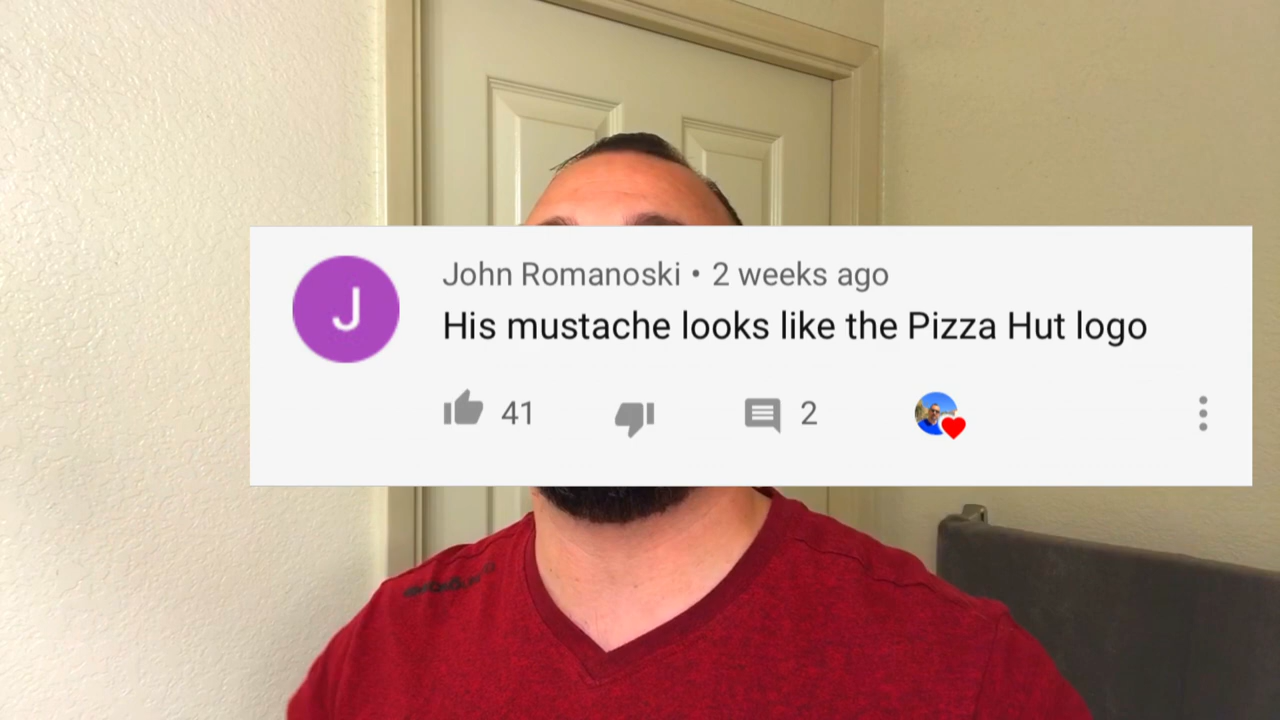 J
John Romanoski • 2 weeks ago
His mustache looks like the Pizza Hut logo
41
2